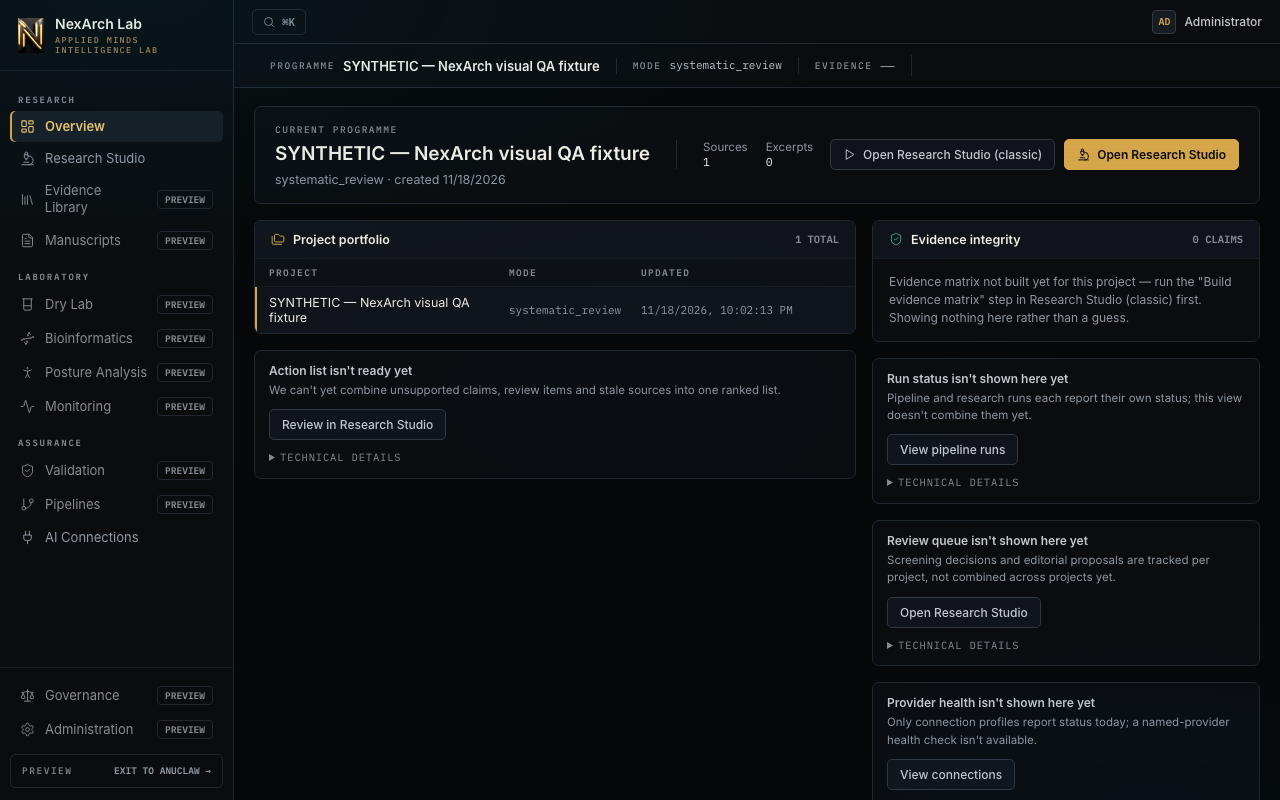 NexArch Lab
APPLIED MINDS
INTELLIGENCE LAB
⌘K
AD
Administrator
PROGRAMME SYNTHETIC — NexArch visual QA fixture
MODE systematic_review
EVIDENCE —
RESEARCH
Overview
Research Studio
Evidence
Library
PREVIEW
Manuscripts
PREVIEW
LABORATORY
Dry Lab
PREVIEW
Bioinformatics
PREVIEW
Posture Analysis
PREVIEW
Monitoring
PREVIEW
ASSURANCE
Validation
PREVIEW
Pipelines
PREVIEW
AI Connections
Governance
PREVIEW
Administration
PREVIEW
PREVIEW
EXIT TO ANUCLAW →
CURRENT PROGRAMME
SYNTHETIC — NexArch visual QA fixture
systematic_review · created 11/18/2026
Sources
1
Excerpts
0
Open Research Studio (classic)
Open Research Studio
Project portfolio
1 TOTAL
PROJECT
MODE
UPDATED
SYNTHETIC — NexArch visual QA
fixture
systematic_review
11/18/2026, 10:02:13 PM
Action list isn't ready yet
We can't yet combine unsupported claims, review items and stale sources into one ranked list.
Review in Research Studio
TECHNICAL DETAILS
Evidence integrity
0 CLAIMS
Evidence matrix not built yet for this project — run the "Build
evidence matrix" step in Research Studio (classic) first.
Showing nothing here rather than a guess.
Run status isn't shown here yet
Pipeline and research runs each report their own status; this view
doesn't combine them yet.
View pipeline runs
TECHNICAL DETAILS
Review queue isn't shown here yet
Screening decisions and editorial proposals are tracked per
project, not combined across projects yet.
Open Research Studio
TECHNICAL DETAILS
Provider health isn't shown here yet
Only connection profiles report status today; a named-provider
health check isn't available.
View connections